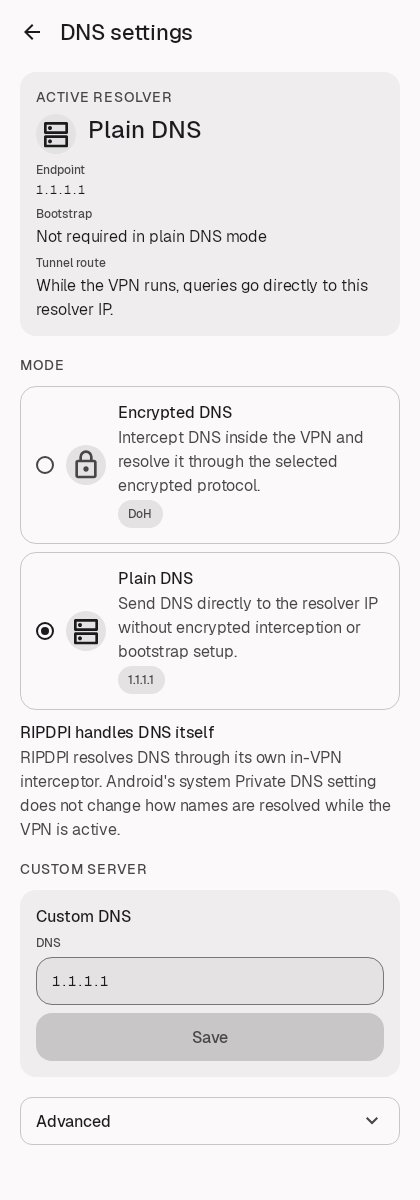 DNS settings
ACTIVE RESOLVER
Plain DNS
Endpoint
1.1.1.1
Bootstrap
Not required in plain DNS mode
Tunnel route
While the VPN runs, queries go directly to this
resolver IP.
MODE
Encrypted DNS
Intercept DNS inside the VPN and
resolve it through the selected
encrypted protocol.
DoH
Plain DNS
Send DNS directly to the resolver IP
without encrypted interception or
bootstrap setup.
1.1.1.1
RIPDPI handles DNS itself
RIPDPI resolves DNS through its own in-VPN
interceptor. Android's system Private DNS setting
does not change how names are resolved while the
VPN is active.
CUSTOM SERVER
Custom DNS
DNS
1.1.1.1
Save
Advanced